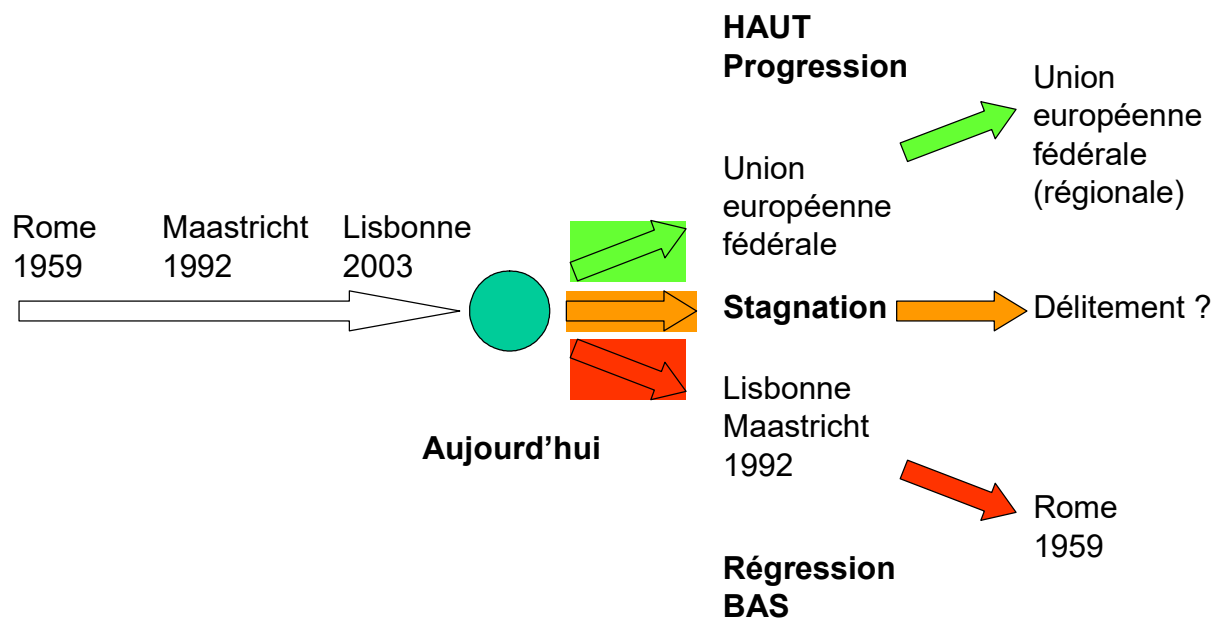 HAUT
Progression
Union
européenne
fédérale
(régionale)
Union
européenne
fédérale
Rome
1959
Maastricht
1992
Lisbonne
2003
Stagnation
Délitement ?
Lisbonne
Maastricht
1992
Aujourd’hui
Rome
1959
Régression
BAS